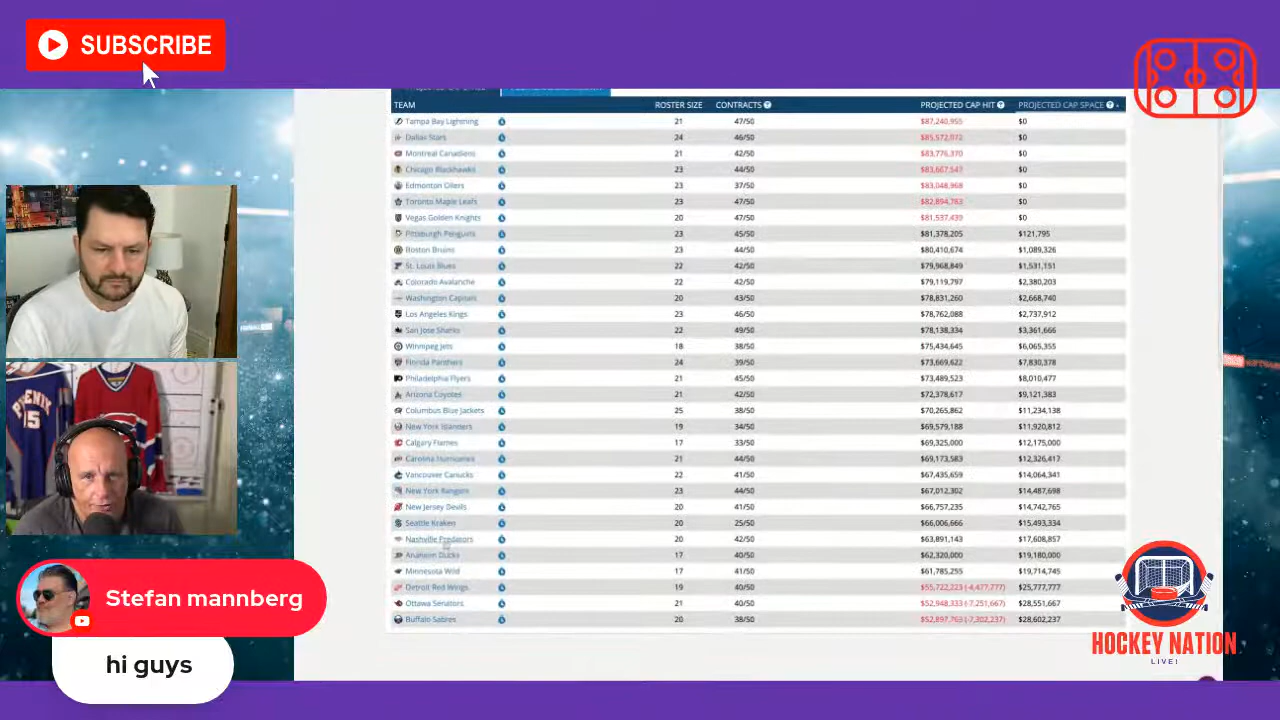 SUBSCRIBE
TEAM ROSTER SIZE CONTRACTS PROJECTED CAP HIT PROJECTED CAP SPACE
Tampa Bay Lightning 21 47/50 $87,240,955 $0
Dallas Stars 24 46/50 $85,572,072 $0
Montreal Canadiens 21 42/50 $83,776,370 $0
Chicago Blackhawks 23 44/50 $83,667,547 $0
Edmonton Oilers 23 37/50 $83,048,968 $0
Toronto Maple Leafs 23 47/50 $82,894,783 $0
Vegas Golden Knights 20 47/50 $81,537,439 $0
Pittsburgh Penguins 23 45/50 $81,378,205 $121,795
Boston Bruins 23 44/50 $80,410,674 $1,089,326
St. Louis Blues 22 42/50 $79,968,849 $1,531,151
Colorado Avalanche 22 42/50 $79,119,797 $2,380,203
Washington Capitals 20 43/50 $78,831,260 $2,668,740
Los Angeles Kings 23 46/50 $78,762,088 $2,737,912
San Jose Sharks 22 49/50 $78,138,334 $3,361,666
Winnipeg Jets 18 38/50 $75,434,645 $6,065,355
Florida Panthers 24 39/50 $73,669,622 $7,830,378
Philadelphia Flyers 21 45/50 $73,489,523 $8,010,477
Arizona Coyotes 21 42/50 $72,378,617 $9,121,383
Columbus Blue Jackets 25 38/50 $70,265,862 $11,234,138
New York Islanders 19 34/50 $69,579,188 $11,920,812
Calgary Flames 17 33/50 $69,325,000 $12,175,000
Carolina Hurricanes 21 44/50 $69,173,583 $12,326,417
Vancouver Canucks 22 41/50 $67,435,659 $14,064,341
New York Rangers 23 44/50 $67,012,302 $14,487,698
New Jersey Devils 20 41/50 $66,757,235 $14,742,765
Seattle Kraken 20 25/50 $66,006,666 $15,493,334
Nashville Predators 20 42/50 $63,891,143 $17,608,857
Anaheim Ducks 17 40/50 $62,320,000 $19,180,000
Minnesota Wild 17 41/50 $61,785,255 $19,714,745
Detroit Red Wings 19 40/50 $55,722,223 (-4,477,777) $25,777,777
Ottawa Senators 21 40/50 $52,948,333 (-7,251,667) $28,551,667
Buffalo Sabres 20 38/50 $52,897,763 (-7,302,237) $28,602,237
15
Stefan mannberg
hi guys
HOCKEY NATION
LIVE!